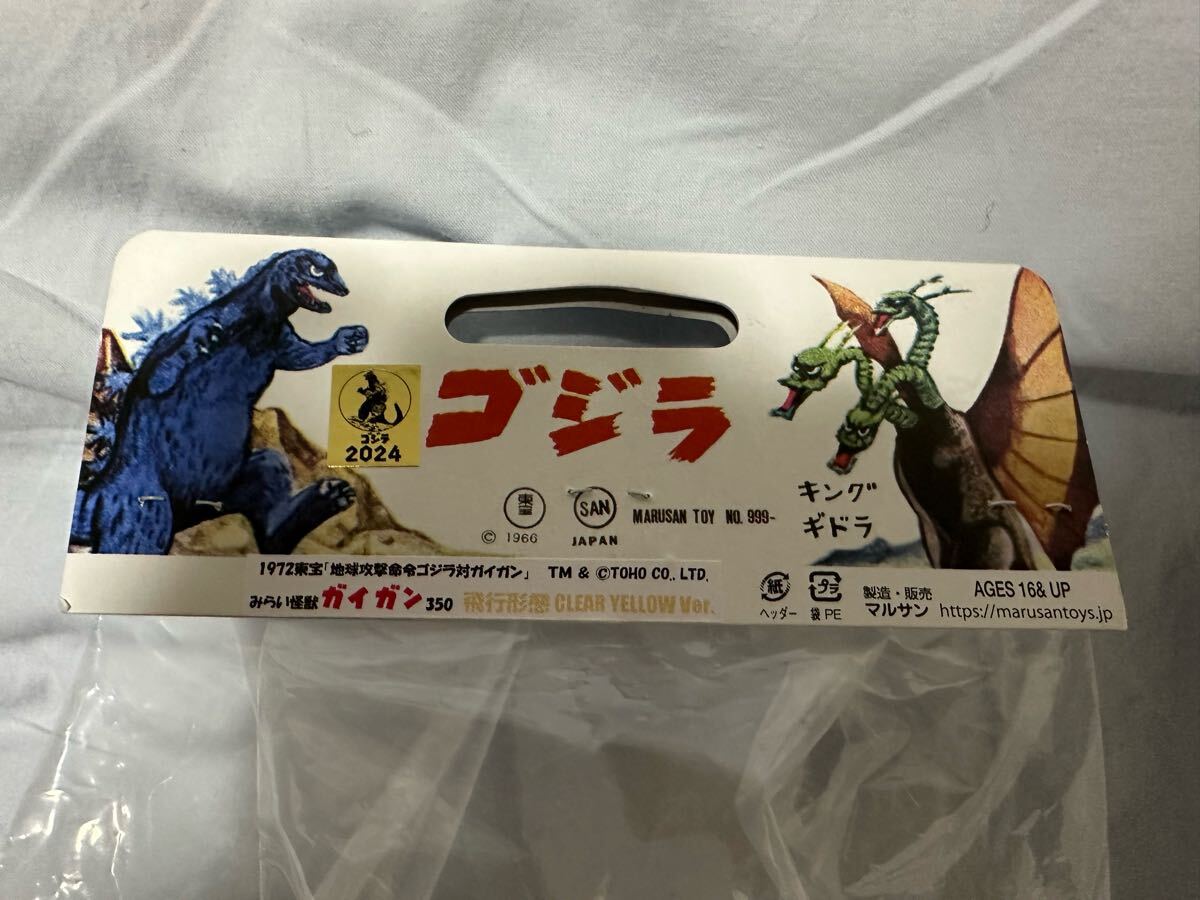 ゴジラ
ゴジラ
2024
キング
ギドラ
東宝
SAN
MARUSAN TOY NO. 999-
© 1966
JAPAN
1972東宝「地球攻撃命令ゴジラ対ガイガン」 TM & ©TOHO CO., LTD.
みらい怪獣 ガイガン 350 飛行形態 CLEAR YELLOW Ver.
紙
ヘッダー
プラ
袋 PE
製造・販売
マルサン
AGES 16& UP
https://marusantoys.jp